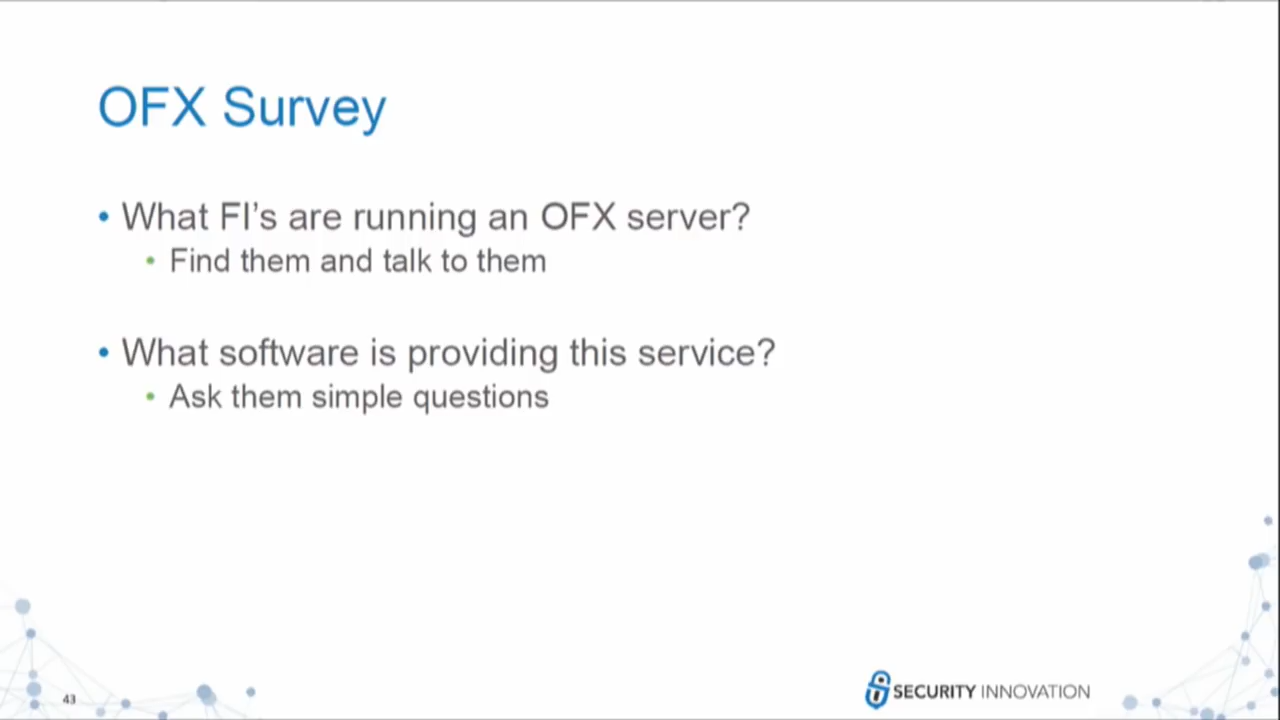 OFX Survey
• What FI's are running an OFX server?
• Find them and talk to them
• What software is providing this service?
• Ask them simple questions
43
SECURITY INNOVATION